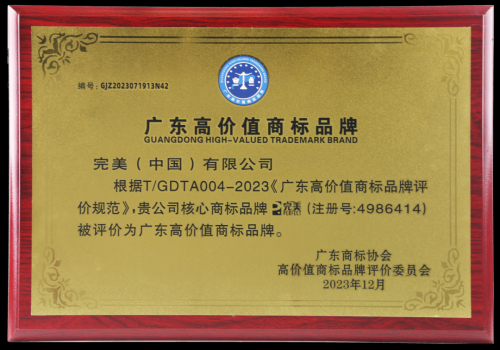 编号:GJZ2023071913N42
广东高价值商标品牌
GUANGDONG HIGH-VALUED TRADEMARK BRAND
完美（中国）有限公司
根据T/GDTA004-2023《广东高价值商标品牌评
价规范》,贵公司核心商标品牌 完美 (注册号:4986414)
被评价为广东高价值商标品牌。
广东商标协会
高价值商标品牌评价委员会
2023年12月